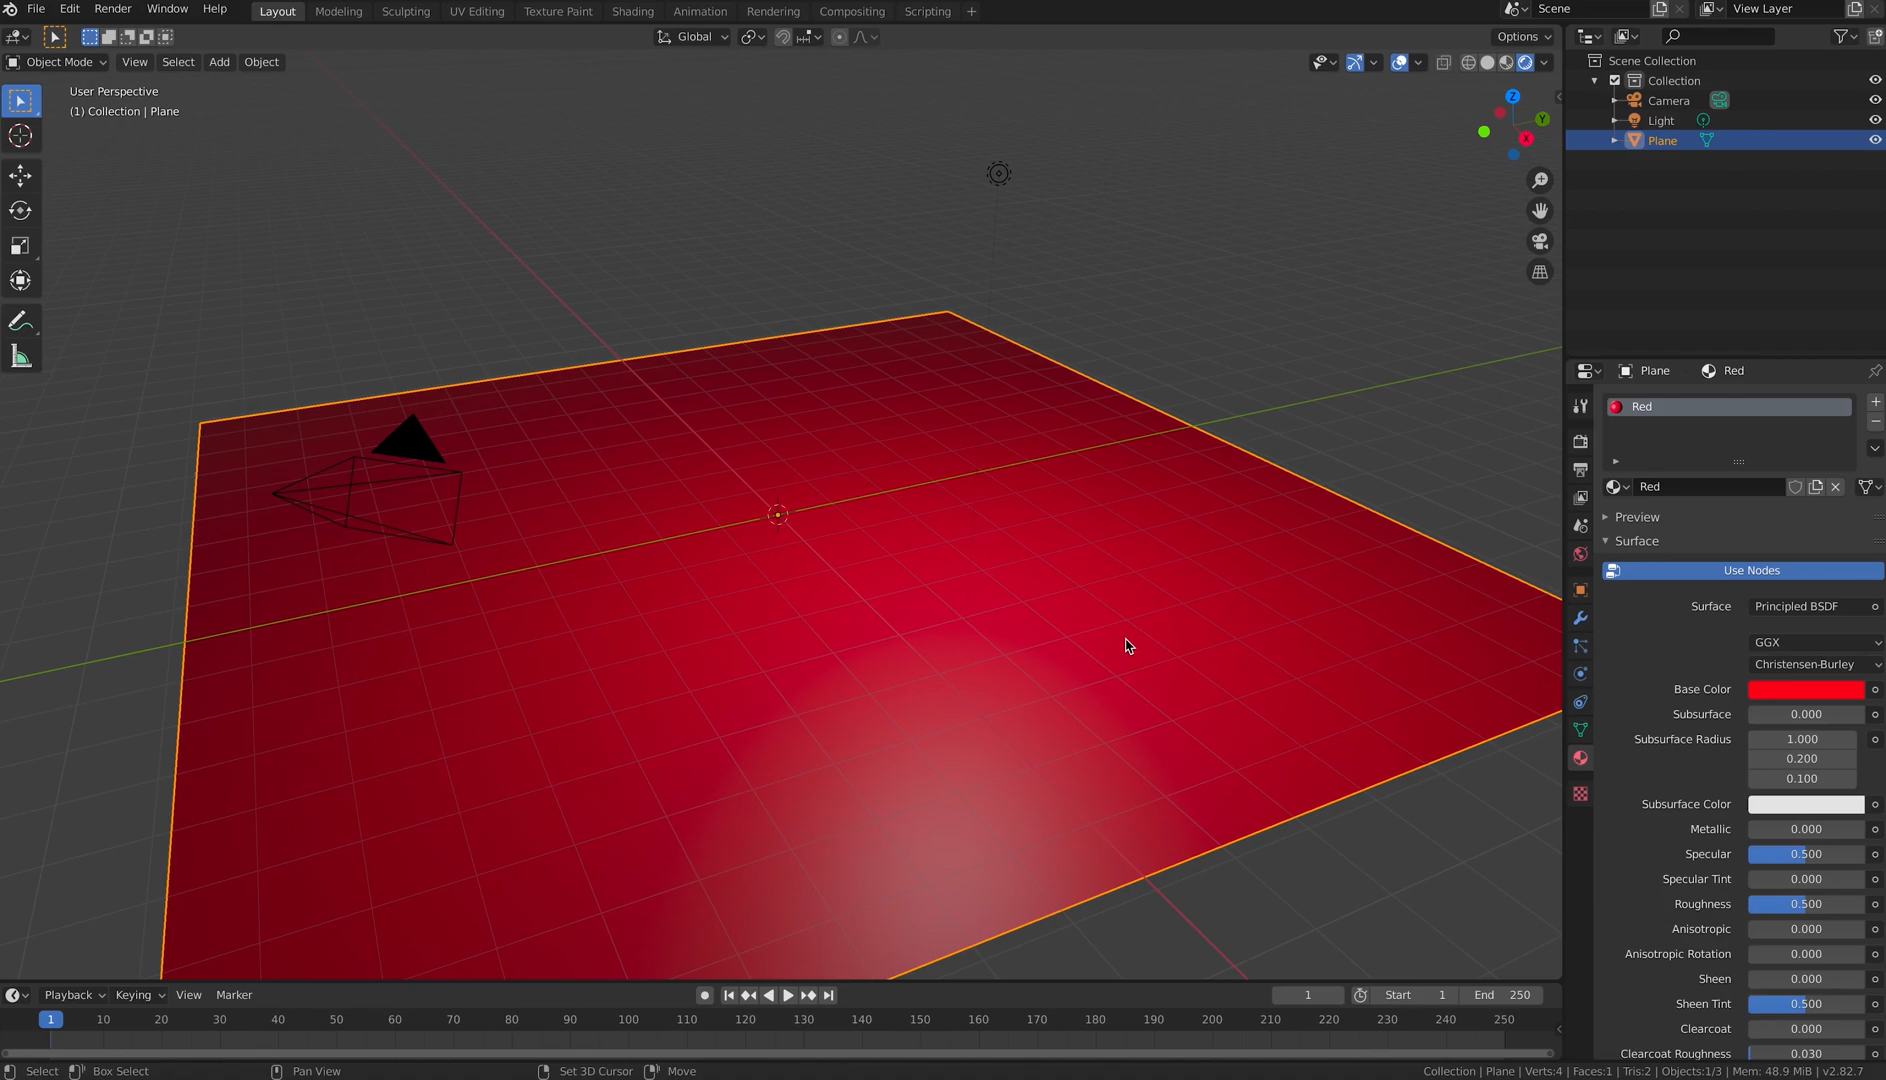 File Edit Render Window Help Layout Modeling Sculpting UV Editing Texture Paint Shading Animation Rendering Compositing Scripting + Scene View Layer
Global Options
Object Mode View Select Add Object
User Perspective
(1) Collection | Plane
Z
Y
X
Scene Collection
Collection
Camera
Light
Plane
Plane Red
Red
Red
Preview
Surface
Use Nodes
Surface Principled BSDF
GGX
Christensen-Burley
Base Color
Subsurface 0.000
Subsurface Radius 1.000
0.200
0.100
Subsurface Color
Metallic 0.000
Specular 0.500
Specular Tint 0.000
Roughness 0.500
Anisotropic 0.000
Anisotropic Rotation 0.000
Sheen 0.000
Sheen Tint 0.500
Clearcoat 0.000
Clearcoat Roughness 0.030
Playback Keying View Marker 1 Start 1 End 250
1 10 20 30 40 50 60 70 80 90 100 110 120 130 140 150 160 170 180 190 200 210 220 230 240 250
Select Box Select Pan View Set 3D Cursor Move Collection | Plane | Verts:4 | Faces:1 | Tris:2 | Objects:1/3 | Mem: 48.9 MiB | v2.82.7